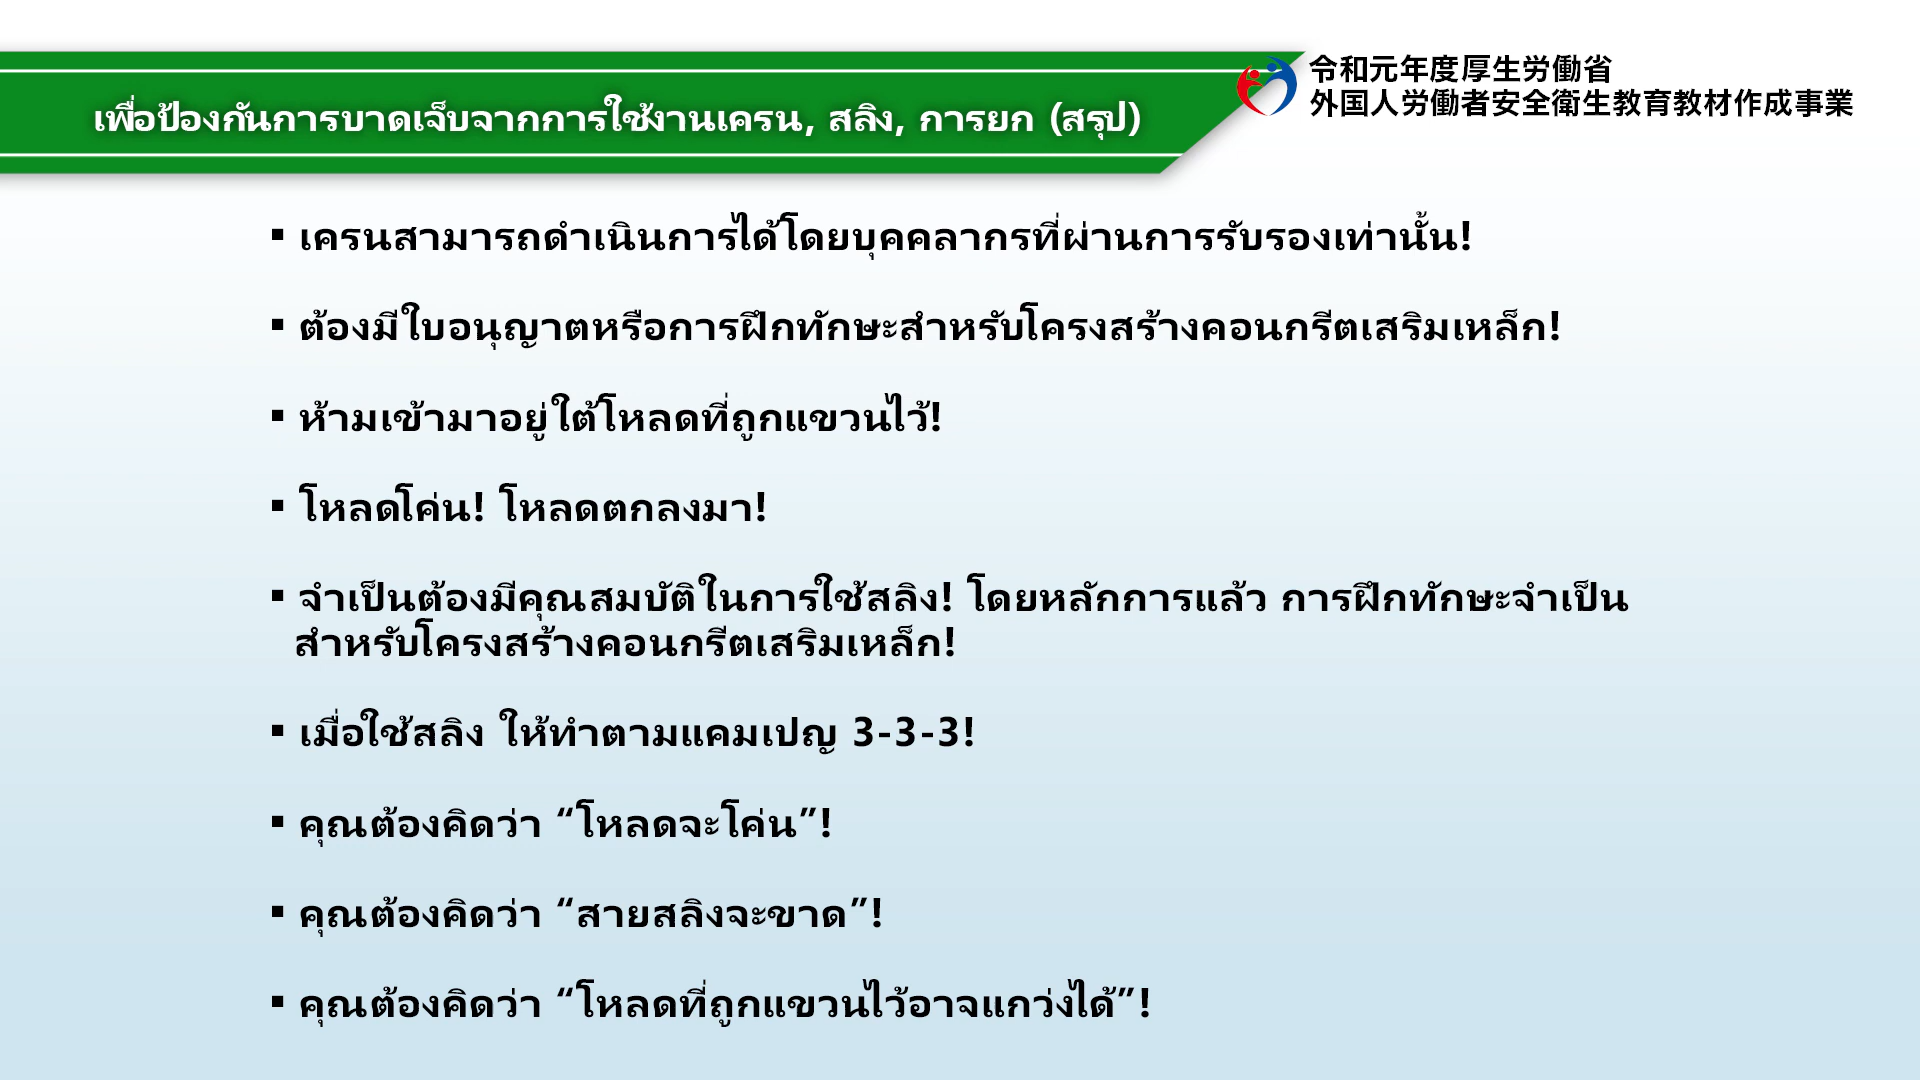 เพื่อป้องกันการบาดเจ็บจากการใช้งานเครน, สลิง, การยก (สรุป)
令和元年度厚生労働省
外国人労働者安全衛生教育教材作成事業
▪ เครนสามารถดำเนินการได้โดยบุคคลากรที่ผ่านการรับรองเท่านั้น!
▪ ต้องมีใบอนุญาตหรือการฝึกทักษะสำหรับโครงสร้างคอนกรีตเสริมเหล็ก!
▪ ห้ามเข้ามาอยู่ใต้โหลดที่ถูกแขวนไว้!
▪ โหลดโค่น! โหลดตกลงมา!
▪ จำเป็นต้องมีคุณสมบัติในการใช้สลิง! โดยหลักการแล้ว การฝึกทักษะจำเป็น
สำหรับโครงสร้างคอนกรีตเสริมเหล็ก!
▪ เมื่อใช้สลิง ให้ทำตามแคมเปญ 3-3-3!
▪ คุณต้องคิดว่า “โหลดจะโค่น”!
▪ คุณต้องคิดว่า “สายสลิงจะขาด”!
▪ คุณต้องคิดว่า “โหลดที่ถูกแขวนไว้อาจแกว่งได้”!